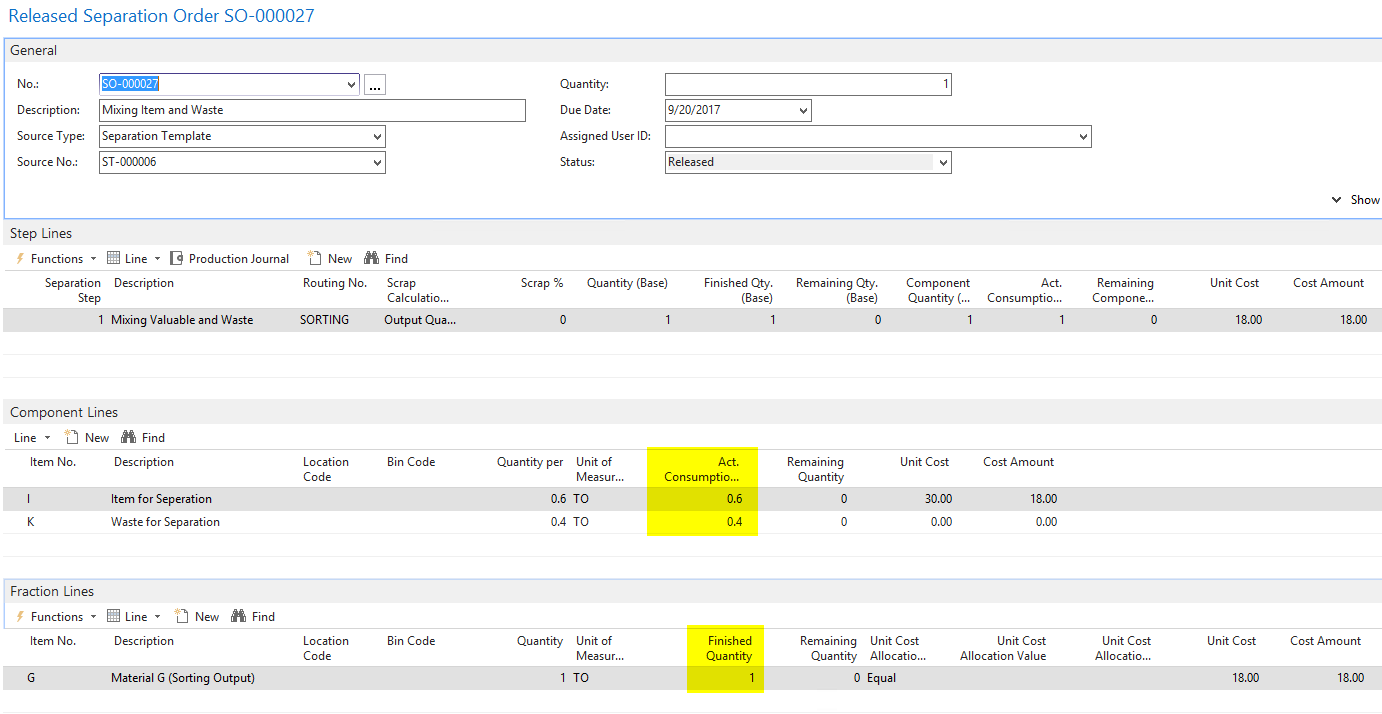 Released Separation Order SO-000027
General
No.: SO-000027 ... Quantity: 1
Description: Mixing Item and Waste Due Date: 9/20/2017
Source Type: Separation Template Assigned User ID:
Source No.: ST-000006 Status: Released
Show
Step Lines
Functions Line Production Journal New Find
Separation Description Routing No. Scrap Scrap % Quantity (Base) Finished Qty. Remaining Qty. Component Act. Remaining Unit Cost Cost Amount
Step Calculatio... (Base) (Base) Quantity (... Consumptio... Compone...
1 Mixing Valuable and Waste SORTING Output Qua... 0 1 1 0 1 1 0 18.00 18.00
Component Lines
Line New Find
Item No. Description Location Bin Code Quantity per Unit of Act. Remaining Unit Cost Cost Amount
Code Measur... Consumptio... Quantity
I Item for Seperation 0.6 TO 0.6 0 30.00 18.00
K Waste for Separation 0.4 TO 0.4 0 0.00 0.00
Fraction Lines
Functions Line New Find
Item No. Description Location Bin Code Quantity Unit of Finished Remaining Unit Cost Unit Cost Unit Cost Unit Cost Cost Amount
Code Measur... Quantity Quantity Allocatio... Allocation Value Allocatio...
G Material G (Sorting Output) 1 TO 1 0 Equal 18.00 18.00